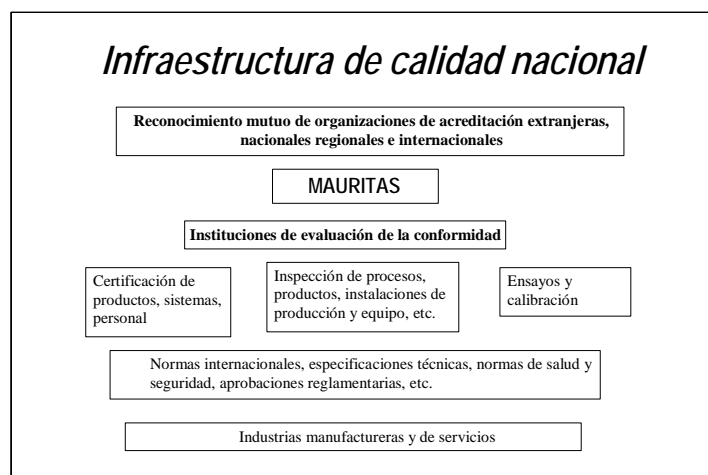 Infraestructura de calidad nacional
Reconocimiento mutuo de organizaciones de acreditación extranjeras,
nacionales regionales e internacionales
MAURITAS
Instituciones de evaluación de la conformidad
Certificación de
productos, sistemas,
personal
Inspección de procesos,
productos, instalaciones de
producción y equipo, etc.
Ensayos y
calibración
Normas internacionales, especificaciones técnicas, normas de salud y
seguridad, aprobaciones reglamentarias, etc.
Industrias manufactureras y de servicios